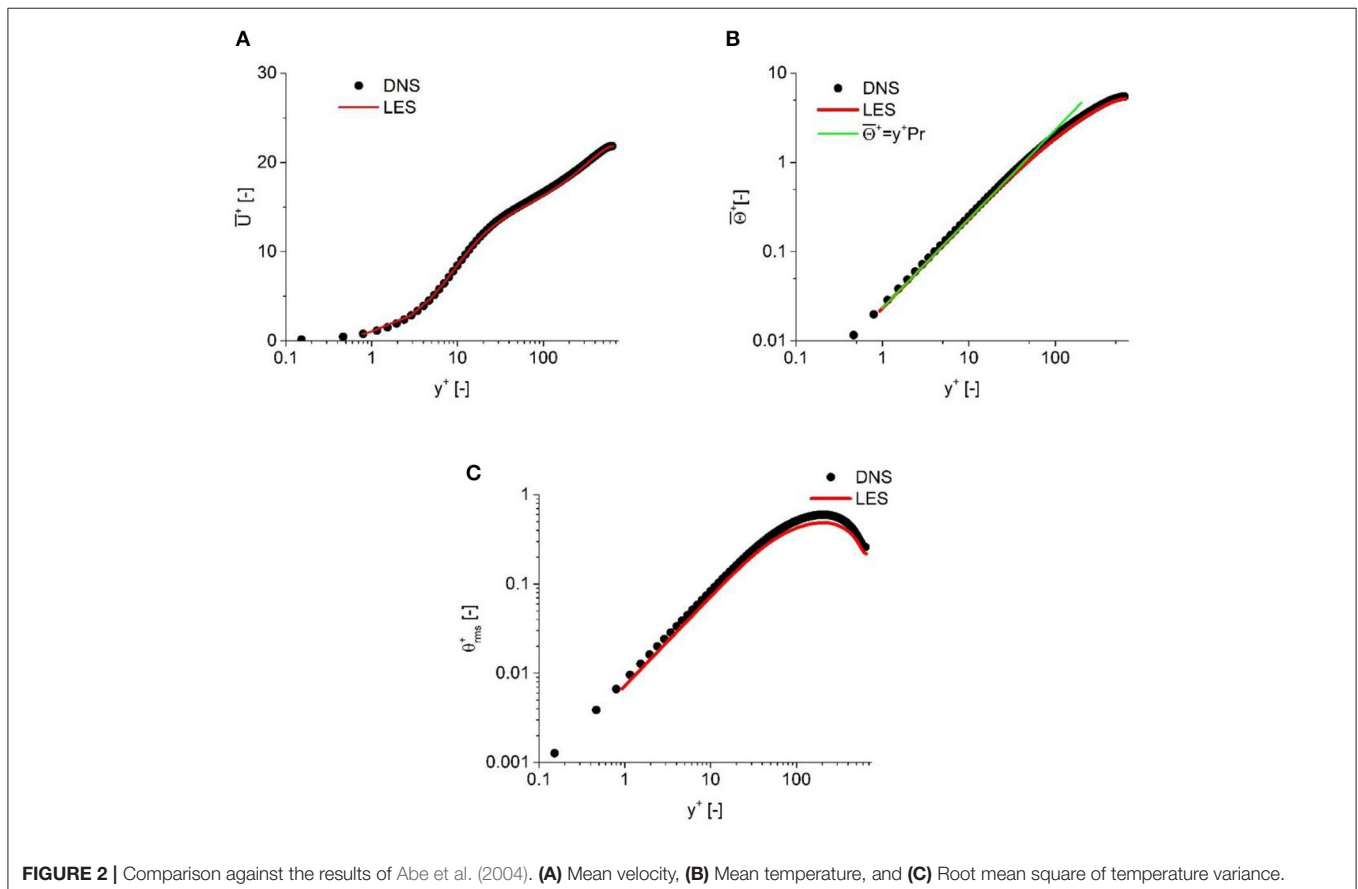 A
30
20
10
0
0.1 1 10 100
U̅⁺ [-]
y⁺ [-]
DNS
LES
B
10
1
0.1
0.01
0.1 1 10 100
Θ̅⁺[-]
y⁺ [-]
DNS
LES
Θ̅⁺=y⁺Pr
C
1
0.1
0.01
0.001
0.1 1 10 100
θ⁺rms [-]
y⁺ [-]
DNS
LES
FIGURE 2 | Comparison against the results of Abe et al. (2004). (A) Mean velocity, (B) Mean temperature, and (C) Root mean square of temperature variance.